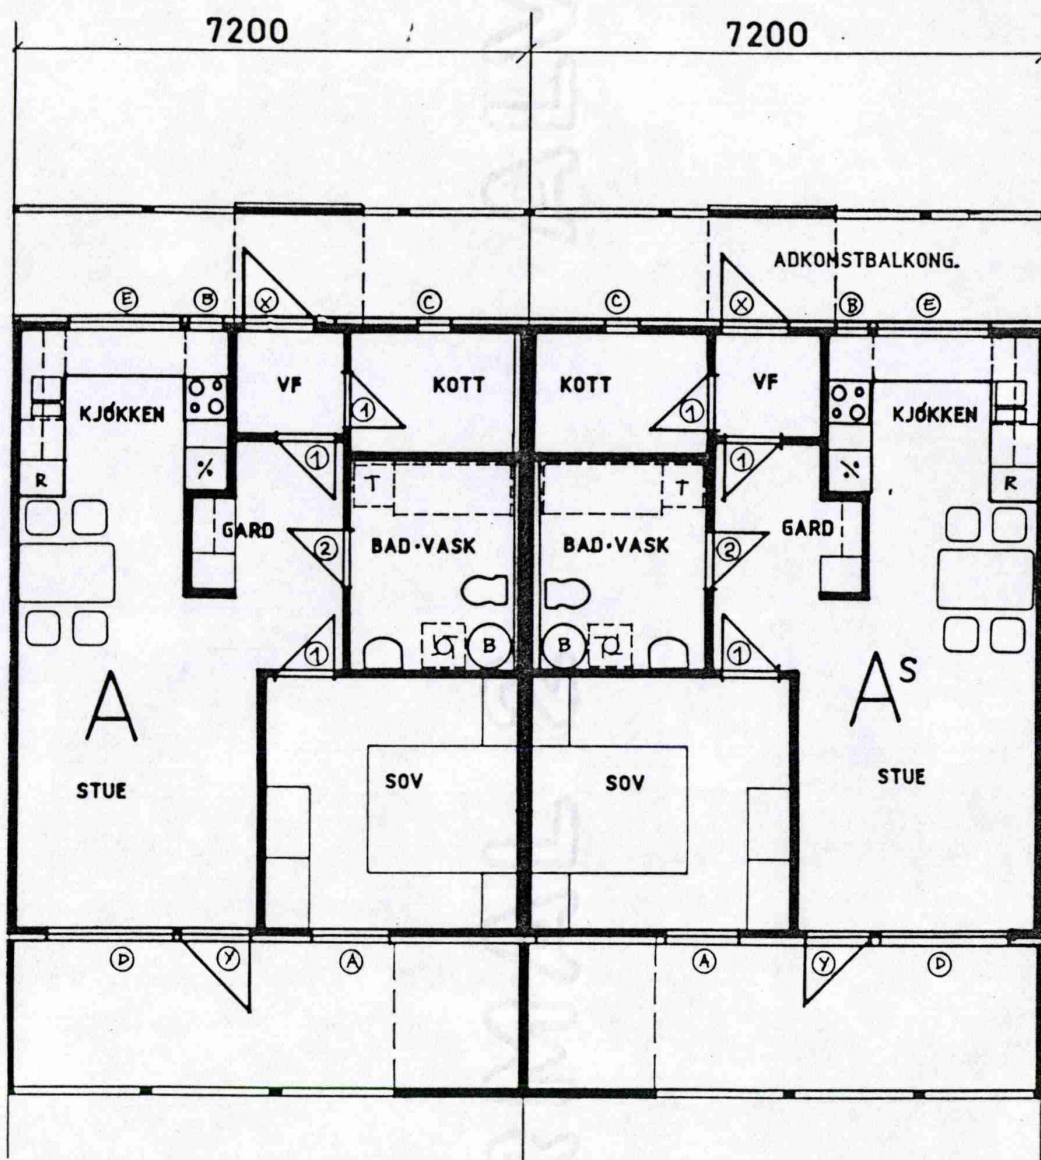 7200 7200
ADKOMSTBALKONG.
E B X C C X B E
VF KOTT KOTT VF
KJØKKEN 1 1 KJØKKEN
R % 1 1 % R
T T
GARD 2 BAD·VASK BAD·VASK 2 GARD
1 B B 1
A A S
STUE SOV SOV STUE
D Y A A Y D